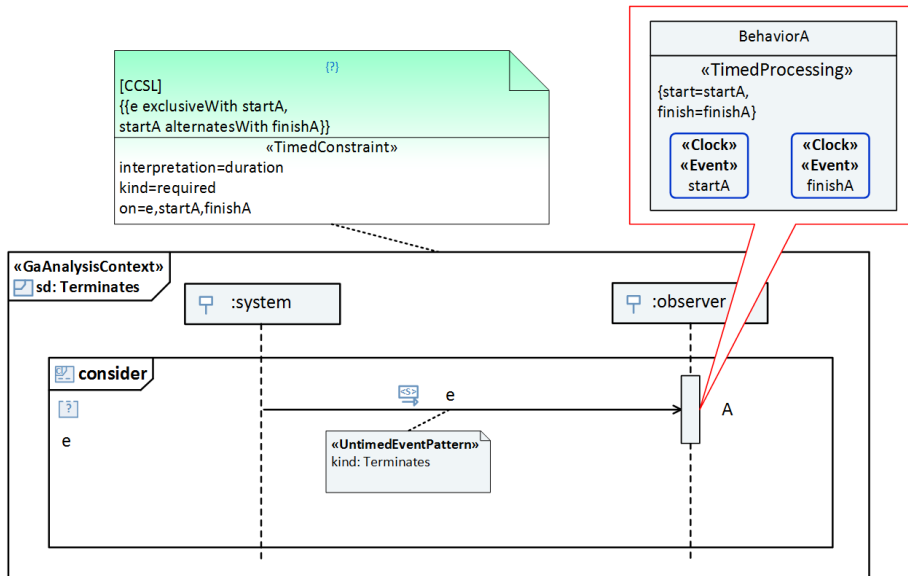 BehaviorA
«TimedProcessing»
{start=startA,
finish=finishA}
«Clock»
«Event»
startA
«Clock»
«Event»
finishA
{?}
[CCSL]
{{e exclusiveWith startA,
startA alternatesWith finishA}}
«TimedConstraint»
interpretation=duration
kind=required
on=e,startA,finishA
«GaAnalysisContext»
sd: Terminates
:system
:observer
consider
[?]
e
<S>
e
A
«UntimedEventPattern»
kind: Terminates